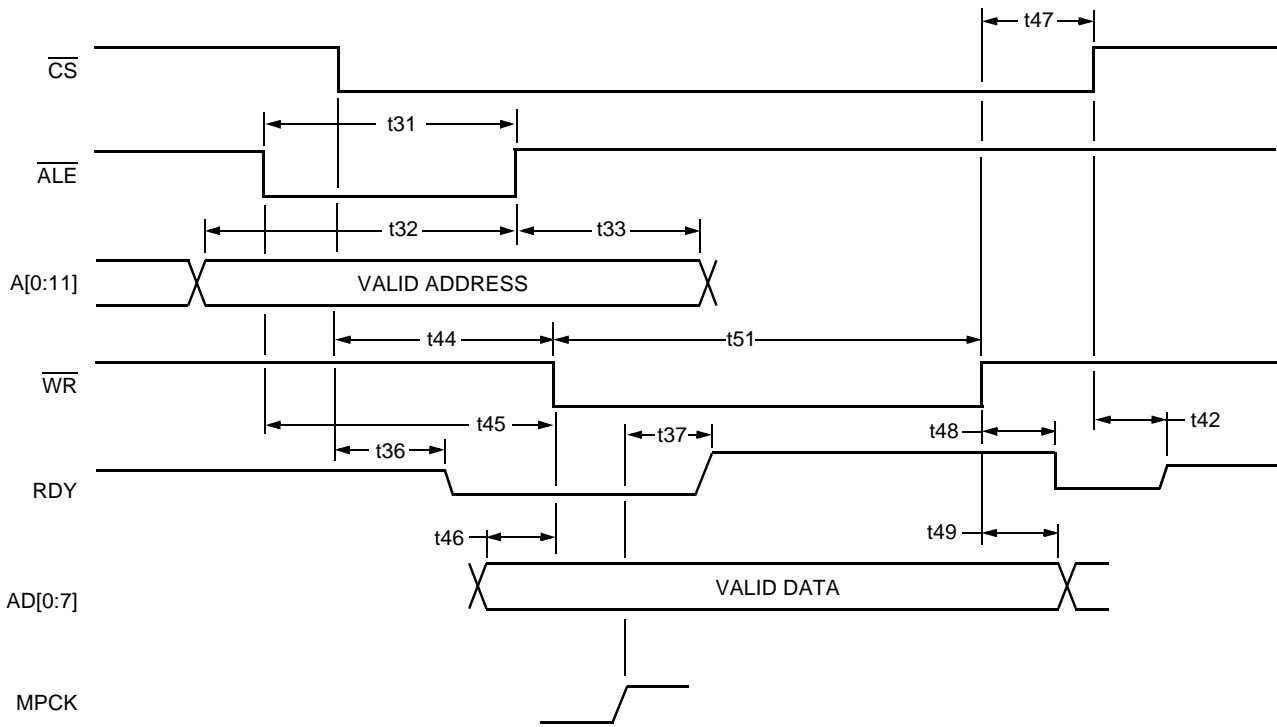 t47
CS
t31
ALE
t32 t33
A[0:11] VALID ADDRESS
t44 t51
WR
t45 t37 t48 t42
t36
RDY
t46 t49
VALID DATA
AD[0:7]
MPCK